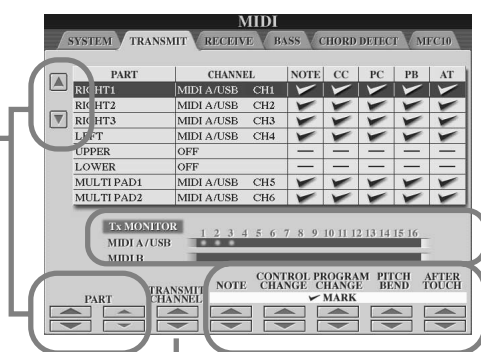 MIDI
SYSTEM TRANSMIT RECEIVE BASS CHORD DETECT MFC10
PART CHANNEL NOTE CC PC PB AT
RIGHT1 MIDI A/USB CH1 ✓ ✓ ✓ ✓ ✓
RIGHT2 MIDI A/USB CH2 ✓ ✓ ✓ ✓ ✓
RIGHT3 MIDI A/USB CH3 ✓ ✓ ✓ ✓ ✓
LEFT MIDI A/USB CH4 ✓ ✓ ✓ ✓ ✓
UPPER OFF — — — — —
LOWER OFF — — — — —
MULTI PAD1 MIDI A/USB CH5 ✓ ✓ ✓ ✓ ✓
MULTI PAD2 MIDI A/USB CH6 ✓ ✓ ✓ ✓ ✓
Tx MONITOR 1 2 3 4 5 6 7 8 9 10 11 12 13 14 15 16
MIDI A/USB
MIDI B
PART TRANSMIT CHANNEL NOTE CONTROL CHANGE PROGRAM CHANGE PITCH BEND AFTER TOUCH
✓ MARK